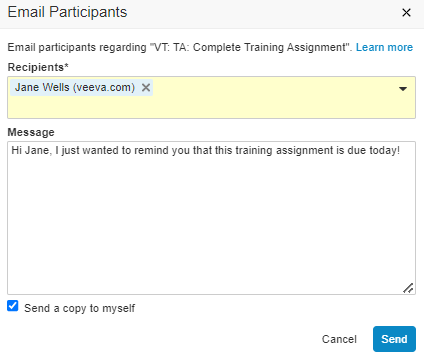 Email Participants
Email participants regarding "VT: TA: Complete Training Assignment". Learn more
Recipients*
Jane Wells (veeva.com)
Message
Hi Jane, I just wanted to remind you that this training assignment is due today!
Send a copy to myself
Cancel Send